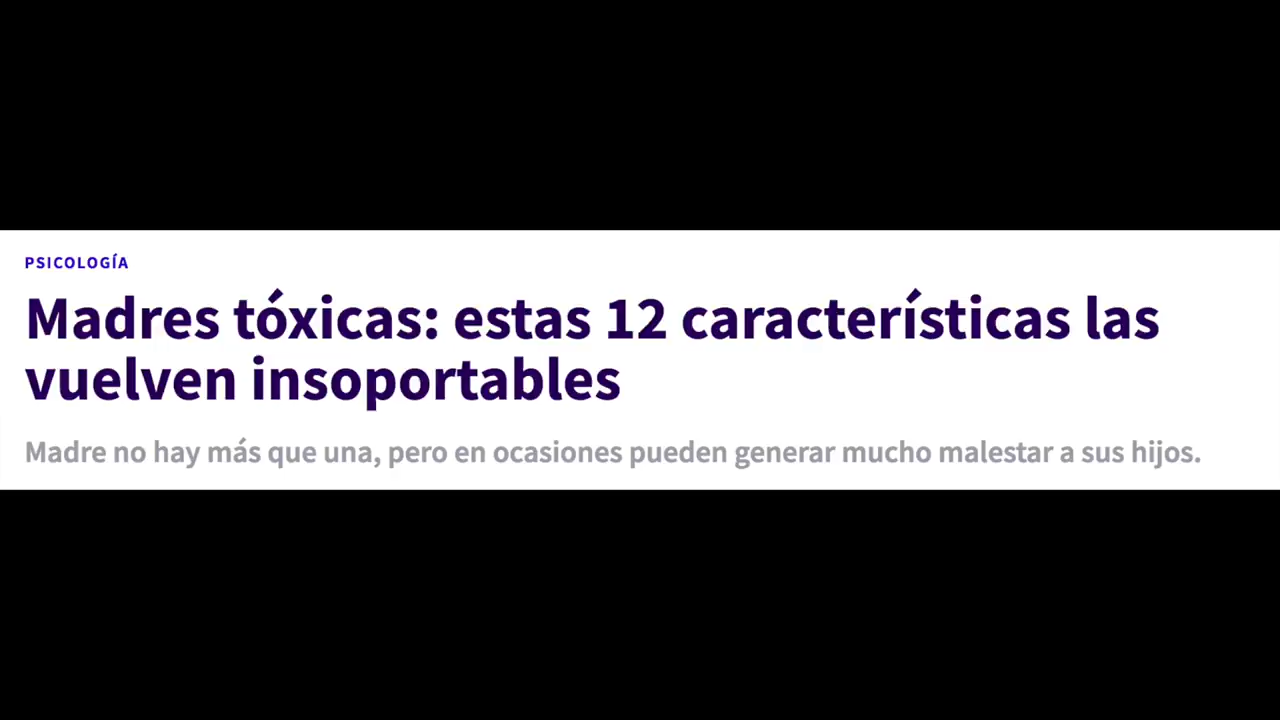 PSICOLOGÍA
Madres tóxicas: estas 12 características las
vuelven insoportables
Madre no hay más que una, pero en ocasiones pueden generar mucho malestar a sus hijos.